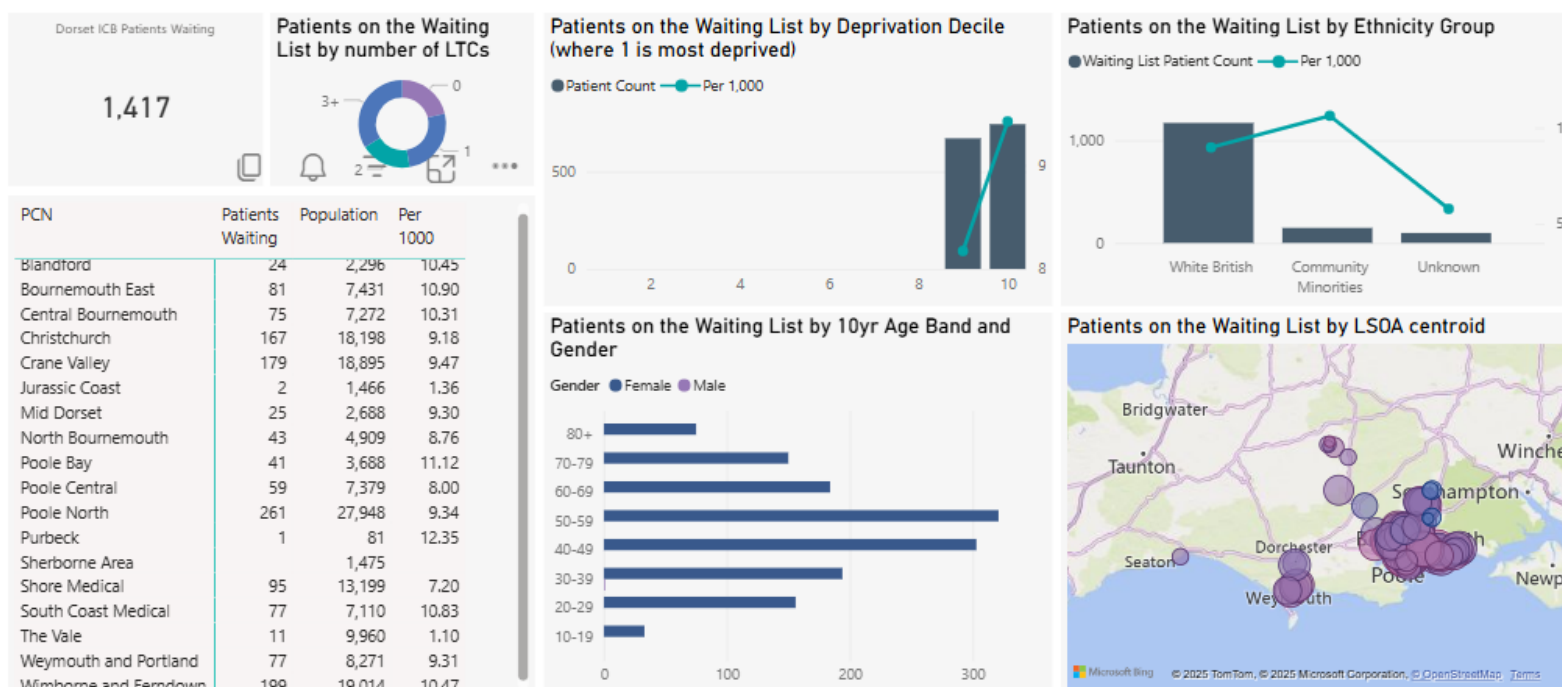 Dorset ICB Patients Waiting
1,417
Patients on the Waiting
List by number of LTCs
0
3+
1
2
PCN Patients Waiting Population Per 1000
Blandford 24 2,296 10.45
Bournemouth East 81 7,431 10.90
Central Bournemouth 75 7,272 10.31
Christchurch 167 18,198 9.18
Crane Valley 179 18,895 9.47
Jurassic Coast 2 1,466 1.36
Mid Dorset 25 2,688 9.30
North Bournemouth 43 4,909 8.76
Poole Bay 41 3,688 11.12
Poole Central 59 7,379 8.00
Poole North 261 27,948 9.34
Purbeck 1 81 12.35
Sherborne Area 1,475
Shore Medical 95 13,199 7.20
South Coast Medical 77 7,110 10.83
The Vale 11 9,960 1.10
Weymouth and Portland 77 8,271 9.31
Wimborne and Ferndown 199 19,014 10.47
Patients on the Waiting List by Deprivation Decile
(where 1 is most deprived)
Patient Count Per 1,000
500
0
9
8
2 4 6 8 10
Patients on the Waiting List by 10yr Age Band and
Gender
Gender Female Male
80+
70-79
60-69
50-59
40-49
30-39
20-29
10-19
0 100 200 300
Patients on the Waiting List by Ethnicity Group
Waiting List Patient Count Per 1,000
1,000
0
1
5
White British Community Minorities Unknown
Patients on the Waiting List by LSOA centroid
Bridgwater
Taunton
Winche
Dorchester
Seaton
Newp
Microsoft Bing © 2025 TomTom, © 2025 Microsoft Corporation, © OpenStreetMap Terms